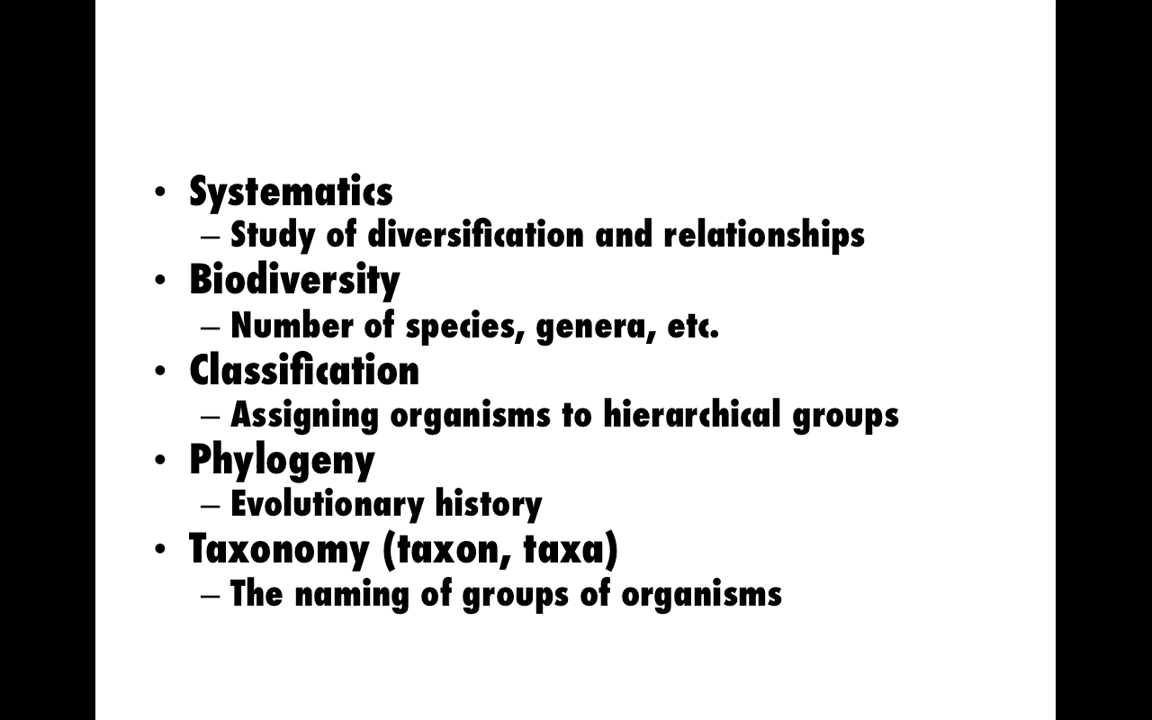 • Systematics
– Study of diversification and relationships
• Biodiversity
– Number of species, genera, etc.
• Classification
– Assigning organisms to hierarchical groups
• Phylogeny
– Evolutionary history
• Taxonomy (taxon, taxa)
– The naming of groups of organisms